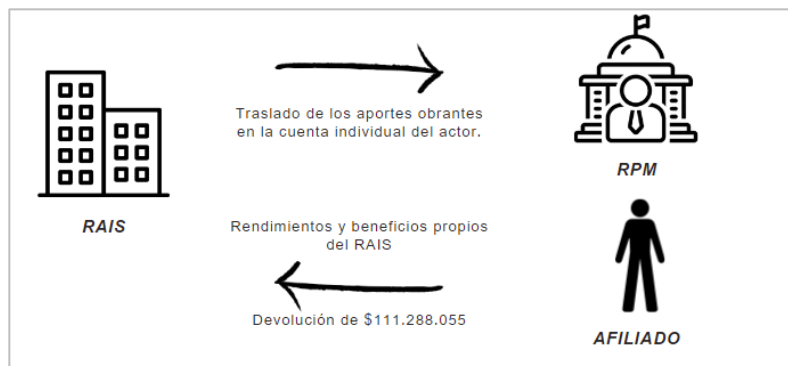 Traslado de los aportes obrantes
en la cuenta individual del actor.
RPM
RAIS
Rendimientos y beneficios propios
del RAIS
Devolución de $111.288.055
AFILIADO